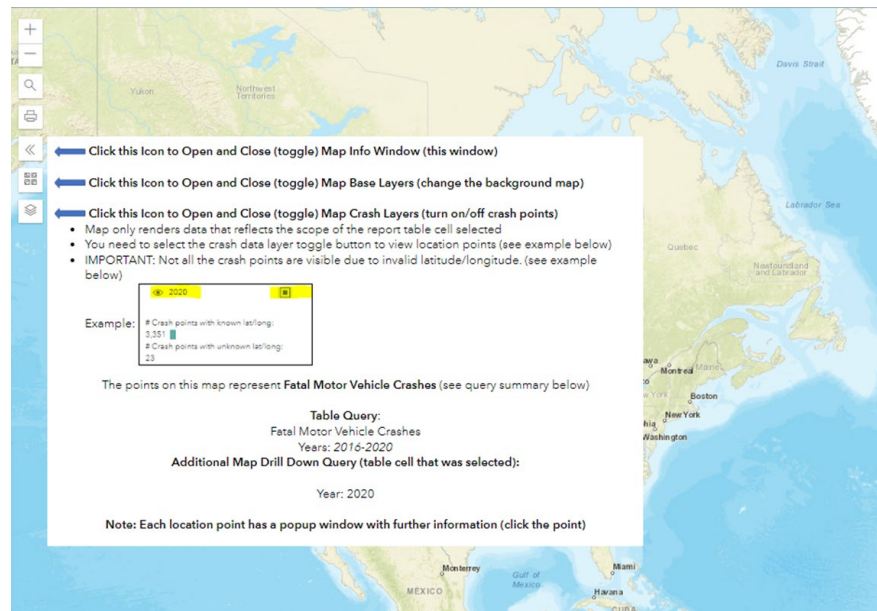 Davis Strait
Yukon
Northwest
Territories
Click this Icon to Open and Close (toggle) Map Info Window (this window)
Click this Icon to Open and Close (toggle) Map Base Layers (change the background map)
Click this Icon to Open and Close (toggle) Map Crash Layers (turn on/off crash points)
• Map only renders data that reflects the scope of the report table cell selected
• You need to select the crash data layer toggle button to view location points (see example below)
• IMPORTANT: Not all the crash points are visible due to invalid latitude/longitude. (see example
below)
2020
Example:
# Crash points with known lat/long:
3,351
# Crash points with unknown lat/long:
23
The points on this map represent Fatal Motor Vehicle Crashes (see query summary below)
Table Query:
Fatal Motor Vehicle Crashes
Years: 2016-2020
Additional Map Drill Down Query (table cell that was selected):
Year: 2020
Note: Each location point has a popup window with further information (click the point)
Labrador Sea
Quebec
Newfoundland
and Labrador
Montreal
Maine
Boston
New York
Washington
Monterrey
Gulf of
Mexico
Miami
MÉXICO
Havana
CUBA